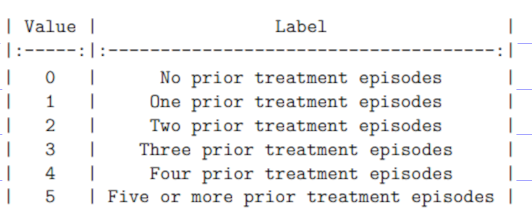 | Value | Label |
|:-----:|:-------------------------------------:|
| 0 | No prior treatment episodes |
| 1 | One prior treatment episodes |
| 2 | Two prior treatment episodes |
| 3 | Three prior treatment episodes |
| 4 | Four prior treatment episodes |
| 5 | Five or more prior treatment episodes |